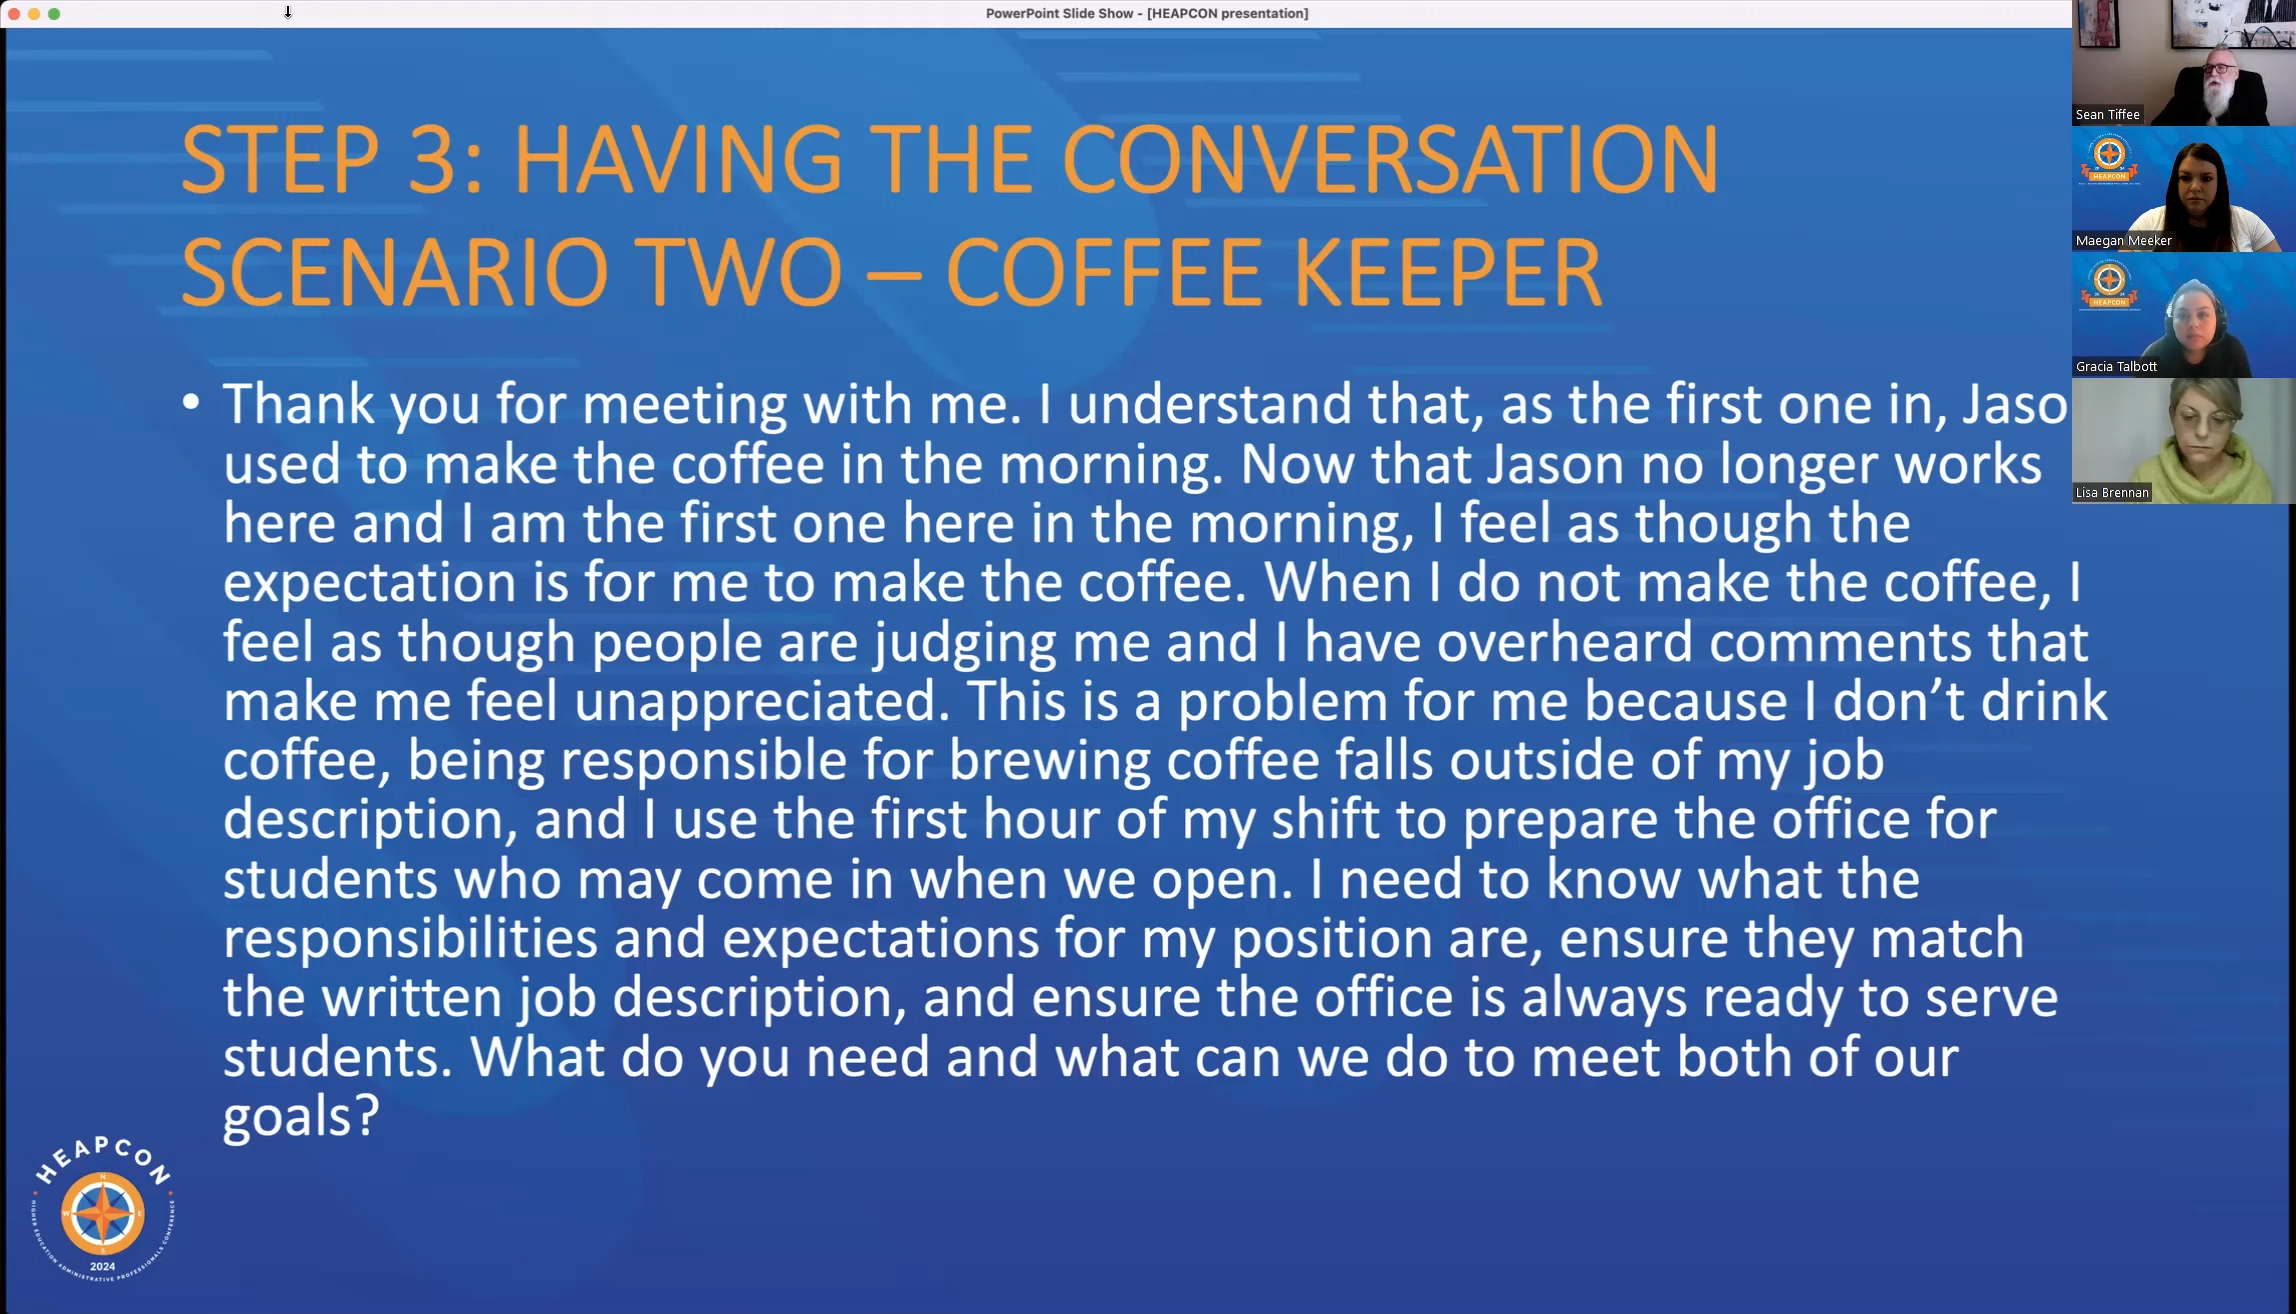 PowerPoint Slide Show - [HEAPCON presentation]
STEP 3: HAVING THE CONVERSATION
SCENARIO TWO – COFFEE KEEPER
• Thank you for meeting with me. I understand that, as the first one in, Jaso
used to make the coffee in the morning. Now that Jason no longer works
here and I am the first one here in the morning, I feel as though the
expectation is for me to make the coffee. When I do not make the coffee, I
feel as though people are judging me and I have overheard comments that
make me feel unappreciated. This is a problem for me because I don’t drink
coffee, being responsible for brewing coffee falls outside of my job
description, and I use the first hour of my shift to prepare the office for
students who may come in when we open. I need to know what the
responsibilities and expectations for my position are, ensure they match
the written job description, and ensure the office is always ready to serve
students. What do you need and what can we do to meet both of our
goals?
HEAPCON
N
W E
S
HIGHER EDUCATION ADMINISTRATIVE PROFESSIONALS CONFERENCE
2024
Sean Tiffee
HEAPCON
Maegan Meeker
HEAPCON
Gracia Talbott
Lisa Brennan